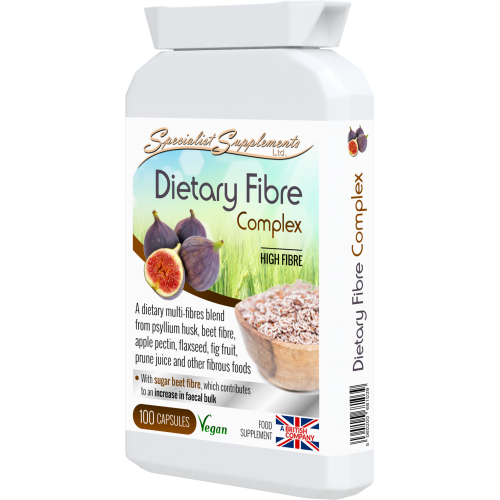 Specialist Supplements
Ltd.
Dietary Fibre
Complex
HIGH FIBRE
A dietary multi-fibres blend
from psyllium husk, beet fibre,
apple pectin, flaxseed, fig fruit,
prune juice and other fibrous foods
• With sugar beet fibre, which contributes
to an increase in faecal bulk
100 CAPSULES
Vegan
FOOD
SUPPLEMENT
A BRITISH
COMPANY
Dietary Fibre Complex